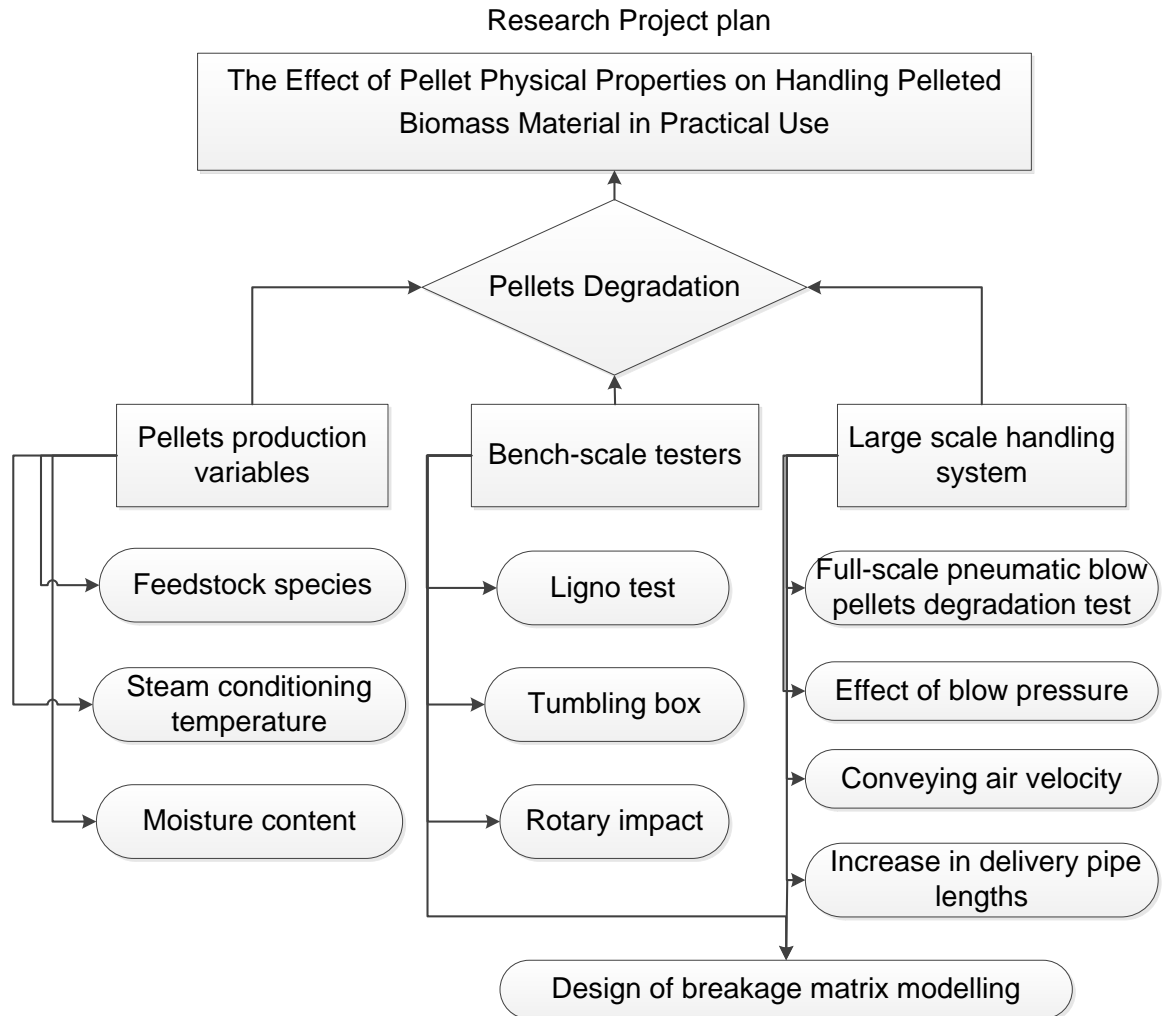 Research Project plan
The Effect of Pellet Physical Properties on Handling Pelleted
Biomass Material in Practical Use
Pellets Degradation
Pellets production
variables
Bench-scale testers
Large scale handling
system
Feedstock species
Ligno test
Full-scale pneumatic blow
pellets degradation test
Steam conditioning
temperature
Tumbling box
Effect of blow pressure
Conveying air velocity
Moisture content
Rotary impact
Increase in delivery pipe
lengths
Design of breakage matrix modelling